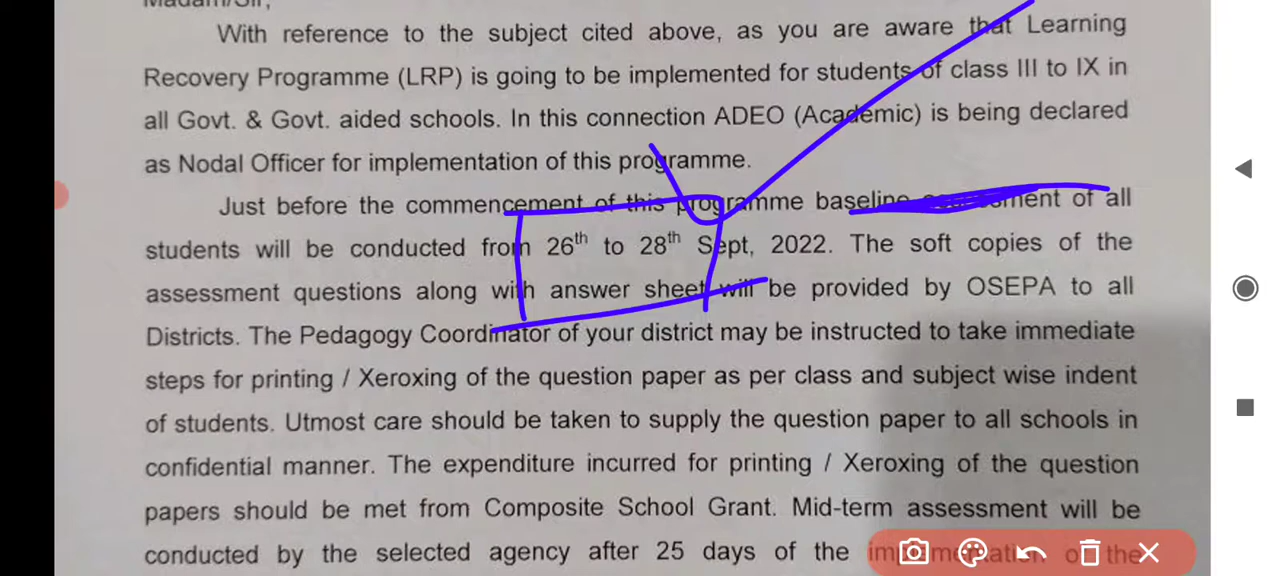 Madam/Sir,
With reference to the subject cited above, as you are aware that Learning
Recovery Programme (LRP) is going to be implemented for students of class III to IX in
all Govt. & Govt. aided schools. In this connection ADEO (Academic) is being declared
as Nodal Officer for implementation of this programme.
Just before the commencement of this programme baseline assessment of all
students will be conducted from 26th to 28th Sept, 2022. The soft copies of the
assessment questions along with answer sheet will be provided by OSEPA to all
Districts. The Pedagogy Coordinator of your district may be instructed to take immediate
steps for printing / Xeroxing of the question paper as per class and subject wise indent
of students. Utmost care should be taken to supply the question paper to all schools in
confidential manner. The expenditure incurred for printing / Xeroxing of the question
papers should be met from Composite School Grant. Mid-term assessment will be
conducted by the selected agency after 25 days of the implementation of the